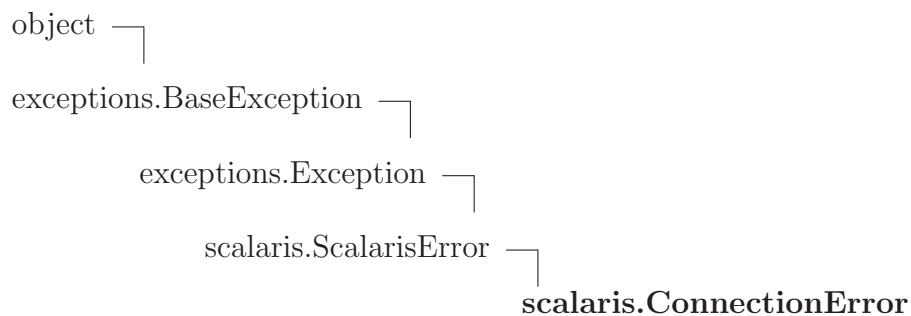 object
exceptions.BaseException
exceptions.Exception
scalaris.ScalarisError
scalaris.ConnectionError